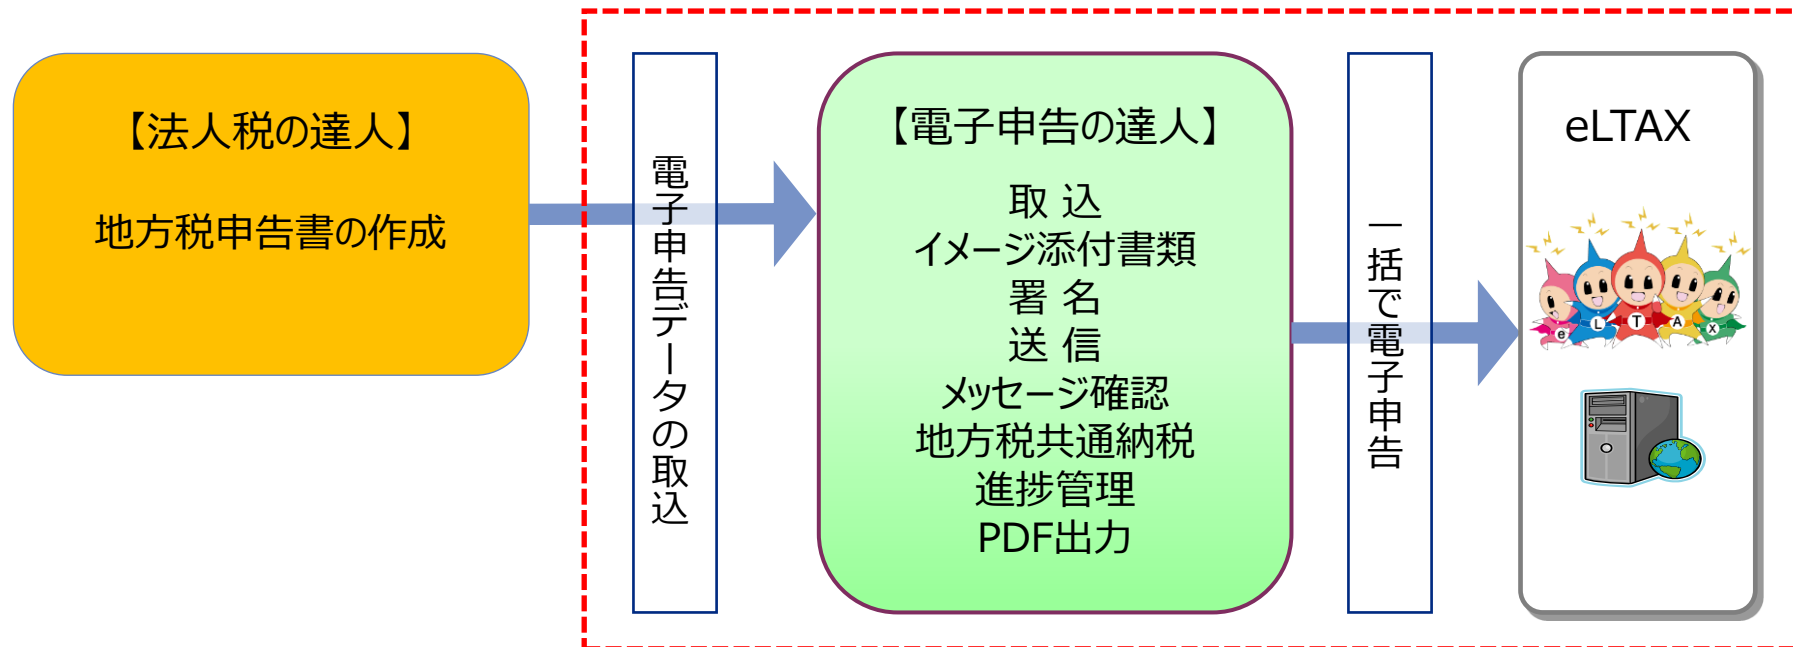 【法人税の達人】
地方税申告書の作成
電子申告データの取込
【電子申告の達人】
取 込
イメージ添付書類
署 名
送 信
メッセージ確認
地方税共通納税
進捗管理
PDF出力
一括で電子申告
eLTAX
e L T A X